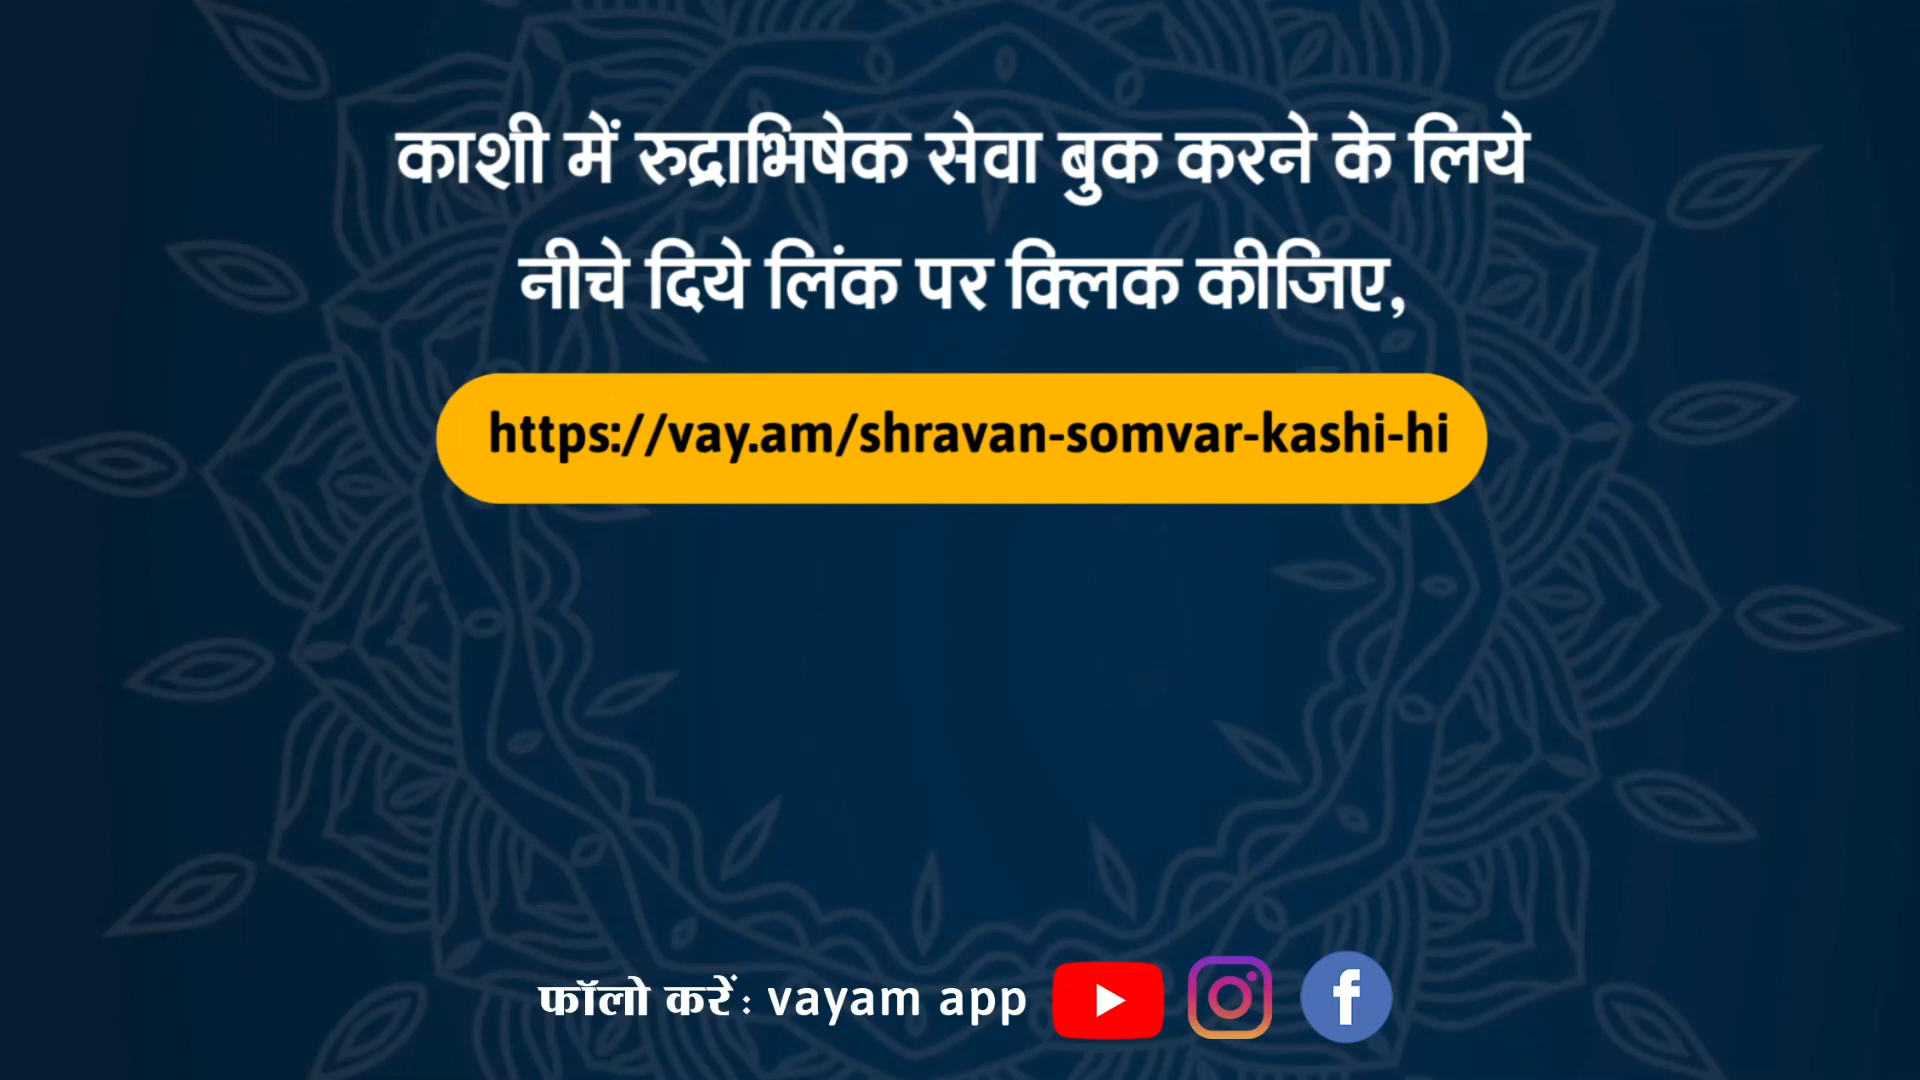 काशी में रुद्राभिषेक सेवा बुक करने के लिये
नीचे दिये लिंक पर क्लिक कीजिए,
https://vay.am/shravan-somvar-kashi-hi
फॉलो करें: vayam app